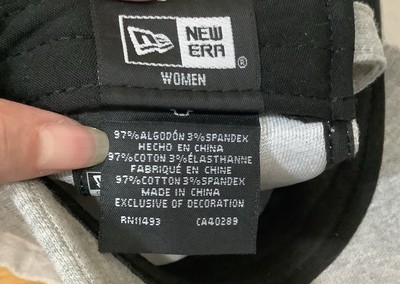 NEW
ERA®
WOMEN
97%ALGODÓN 3%SPANDEX
HECHO EN CHINA
97%COTON 3%ÉLASTHANNE
FABRIQUÉ EN CHINE
97%COTTON 3%SPANDEX
MADE IN CHINA
EXCLUSIVE OF DECORATION
RN11493 CA40289